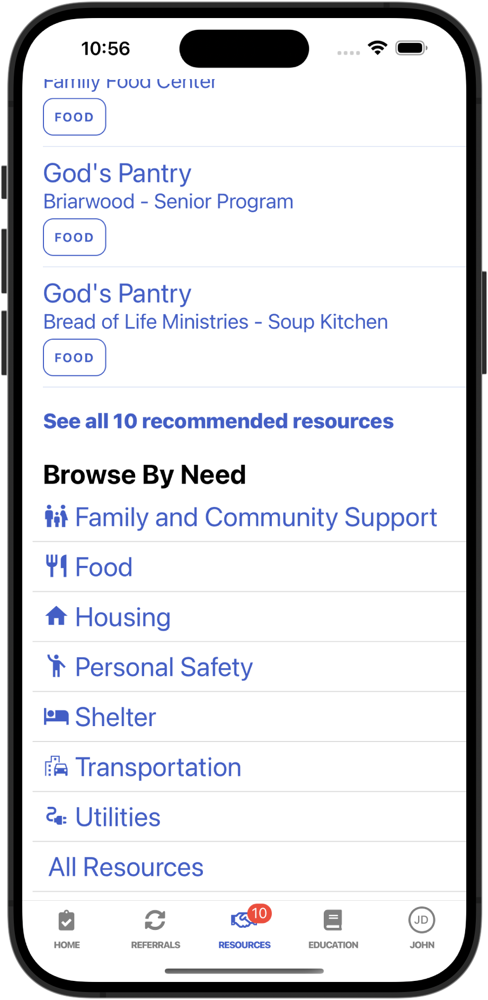 10:56
Family Food Center
FOOD
God's Pantry
Briarwood - Senior Program
FOOD
God's Pantry
Bread of Life Ministries - Soup Kitchen
FOOD
See all 10 recommended resources
Browse By Need
Family and Community Support
Food
Housing
Personal Safety
Shelter
Transportation
Utilities
All Resources
10
JD
HOME REFERRALS RESOURCES EDUCATION JOHN